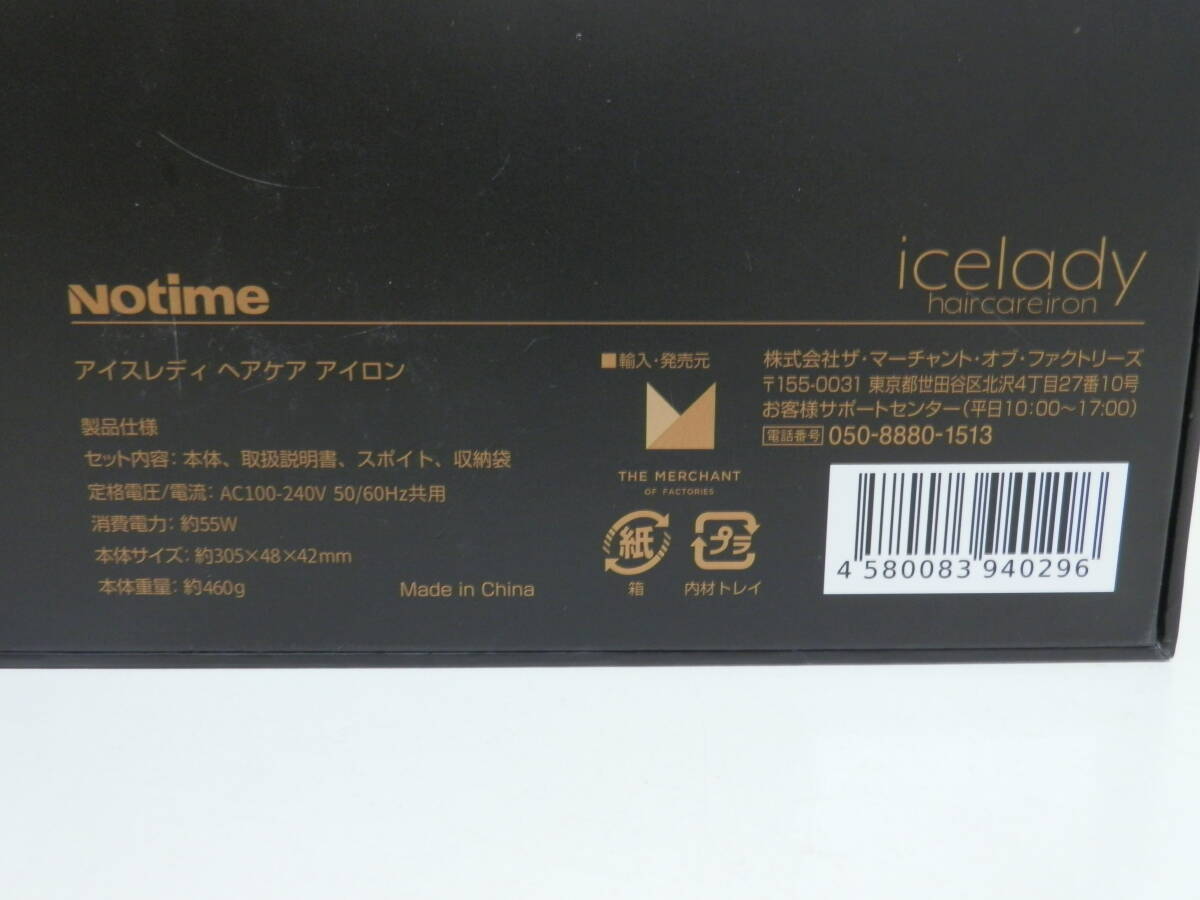 Notime
icelady
haircareiron
アイスレディ ヘアケア アイロン
製品仕様
セット内容：本体、取扱説明書、スポイト、収納袋
定格電圧/電流：AC100-240V 50/60Hz共用
消費電力：約55W
本体サイズ：約305×48×42mm
本体重量：約460g
Made in China
■輸入・発売元
THE MERCHANT
OF FACTORIES
紙
箱
プラ
内材トレイ
株式会社ザ・マーチャント・オブ・ファクトリーズ
〒155-0031 東京都世田谷区北沢4丁目27番10号
お客様サポートセンター（平日10:00～17:00）
電話番号 050-8880-1513
4 580083 940296